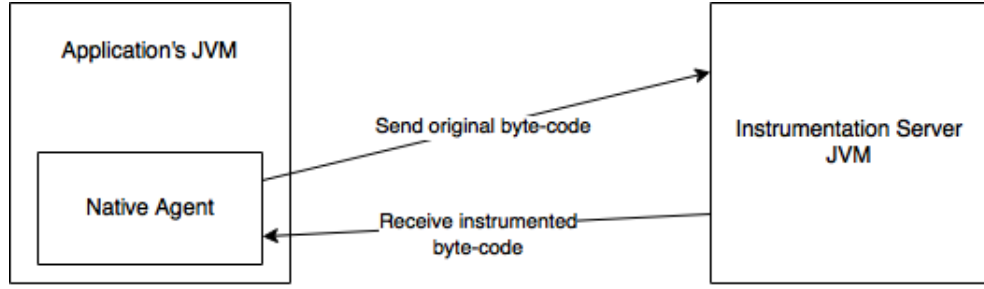 Application's JVM
Send original byte-code
Instrumentation Server
JVM
Native Agent
Receive instrumented
byte-code